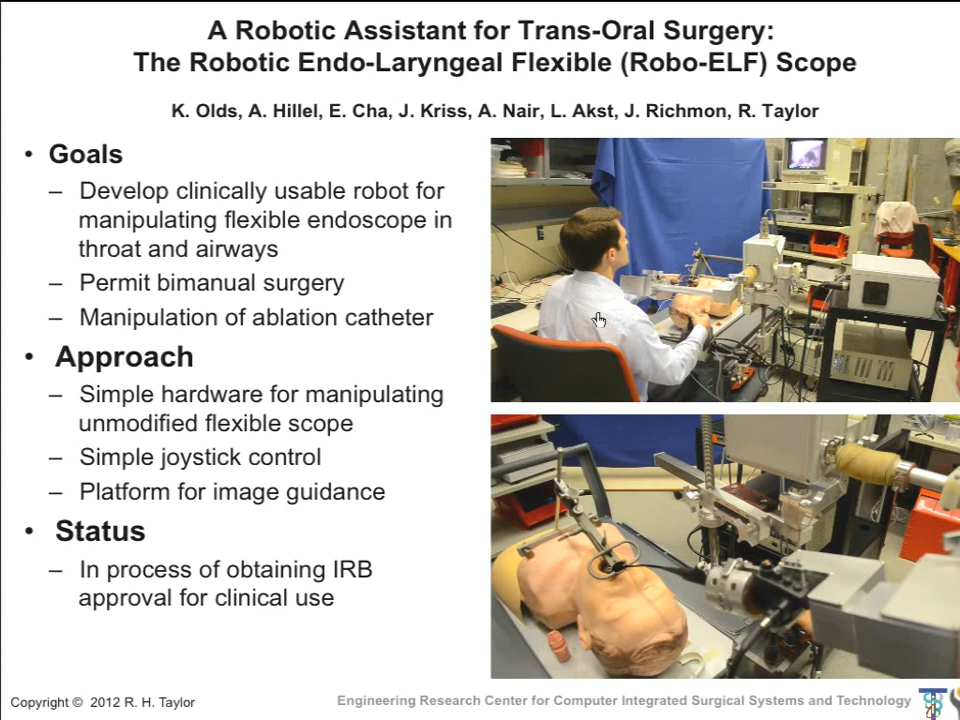 A Robotic Assistant for Trans-Oral Surgery:
The Robotic Endo-Laryngeal Flexible (Robo-ELF) Scope
K. Olds, A. Hillel, E. Cha, J. Kriss, A. Nair, L. Akst, J. Richmon, R. Taylor
• Goals
– Develop clinically usable robot for
manipulating flexible endoscope in
throat and airways
– Permit bimanual surgery
– Manipulation of ablation catheter
• Approach
– Simple hardware for manipulating
unmodified flexible scope
– Simple joystick control
– Platform for image guidance
• Status
– In process of obtaining IRB
approval for clinical use
Copyright © 2012 R. H. Taylor
Engineering Research Center for Computer Integrated Surgical Systems and Technology